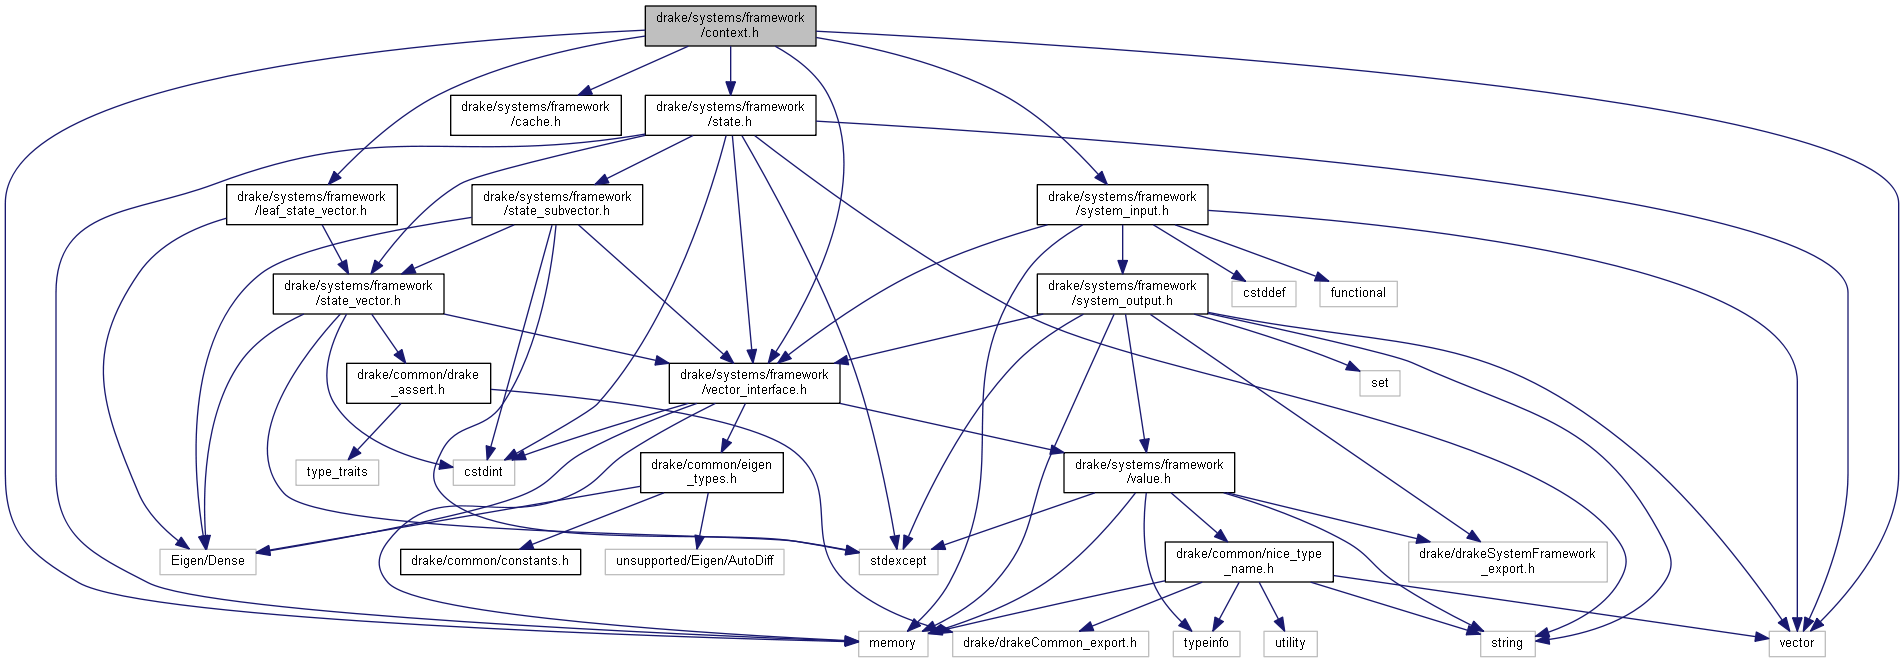 drake/systems/framework
/context.h
drake/systems/framework
/cache.h
drake/systems/framework
/state.h
drake/systems/framework
/leaf_state_vector.h
drake/systems/framework
/state_subvector.h
drake/systems/framework
/system_input.h
drake/systems/framework
/state_vector.h
drake/systems/framework
/system_output.h
cstddef
functional
drake/common/drake
_assert.h
drake/systems/framework
/vector_interface.h
set
type_traits
cstdint
drake/common/eigen
_types.h
drake/systems/framework
/value.h
Eigen/Dense
drake/common/constants.h
unsupported/Eigen/AutoDiff
stdexcept
drake/common/nice_type
_name.h
drake/drakeSystemFramework
_export.h
memory
drake/drakeCommon_export.h
typeinfo
utility
string
vector